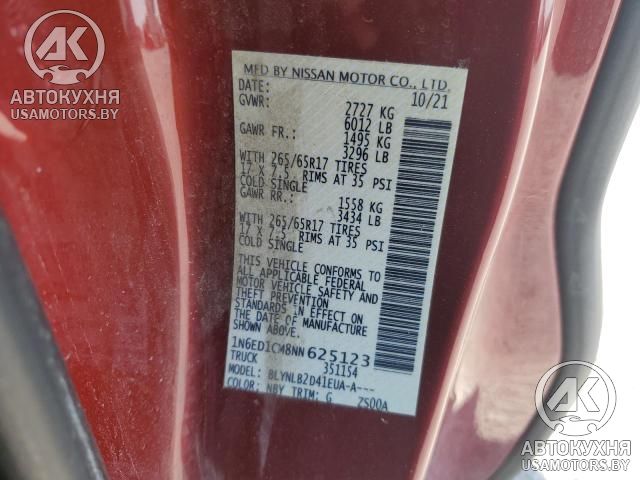 AK
АВТОКУХНЯ
USAMOTORS.BY
MFD BY NISSAN MOTOR CO., LTD.
DATE: 10/21
GVWR: 2727 KG
6012 LB
GAWR FR.: 1495 KG
3296 LB
WITH 265/65R17 TIRES
17 X 7.5 RIMS AT 35 PSI
COLD SINGLE
GAWR RR.: 1558 KG
3434 LB
WITH 265/65R17 TIRES
17 X 7.5 RIMS AT 35 PSI
COLD SINGLE
THIS VEHICLE CONFORMS TO
ALL APPLICABLE FEDERAL
MOTOR VEHICLE SAFETY AND
THEFT PREVENTION
STANDARDS IN EFFECT ON
THE DATE OF MANUFACTURE
1N6ED1CM8NN625123
TRUCK 351154
MODEL: BLYNLB2D41EUA-A---
COLOR: NBY TRIM: G ZS00A
AK
АВТОКУХНЯ
USAMOTORS.BY